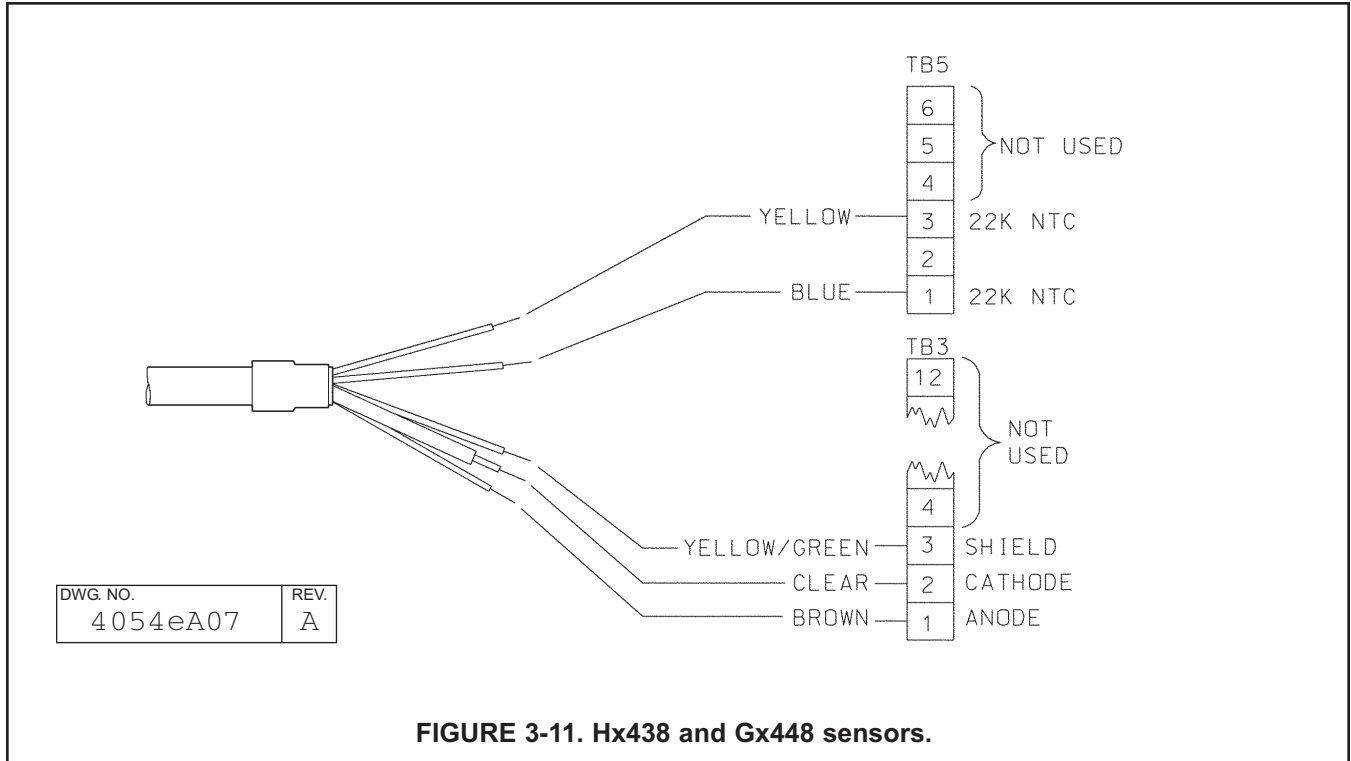 TB5
6
5
NOT USED
4
YELLOW 3 22K NTC
2
BLUE 1 22K NTC
TB3
12
NOT
USED
4
YELLOW/GREEN 3 SHIELD
CLEAR 2 CATHODE
BROWN 1 ANODE
DWG. NO. REV.
4054eA07 A
FIGURE 3-11. Hx438 and Gx448 sensors.